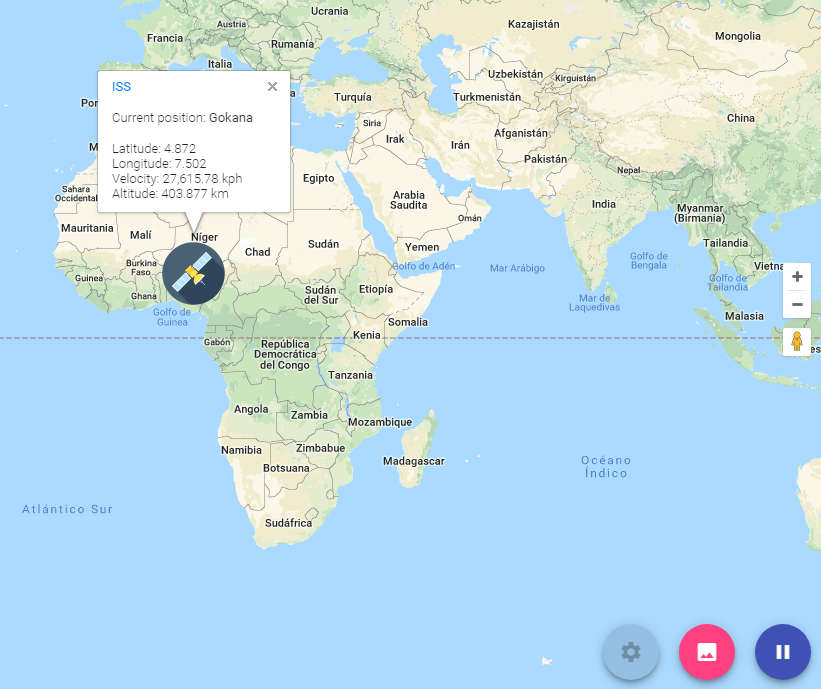 Ucrania
Kazajistán
Austria
Francia
Rumanía
Mongolia
Italia
Uzbekistán
Kirguistán
ISS
Turquía
Turkmenistán
Por
China
Current position: Gokana
Siria
Afganistán
Irak
Irán
Latitude: 4.872
Longitude: 7.502
Velocity: 27,615.78 kph
Altitude: 403.877 km
M
Pakistán
Nepal
Egipto
Sahara
Occidental
Arabia
Saudita
India
Myanmar
(Birmania)
Omán
Mauritania
Malí
Níger
Chad
Sudán
Yemen
Tailandia
Burkina
Faso
Golfo de Adén
Mar Arábigo
Golfo de
Bengala
Vietna
Guinea
Ghana
Sudán
del Sur
Etiopía
Golfo de
Tailandia
Mar de
Laquedivas
Golfo de
Guinea
Somalia
Malasia
Gabón
Kenia
República
Democrática
del Congo
es
Tanzania
Angola
Zambia
Mozambique
Namibia
Zimbabue
Botsuana
Madagascar
Océano
Índico
Atlántico Sur
Sudáfrica